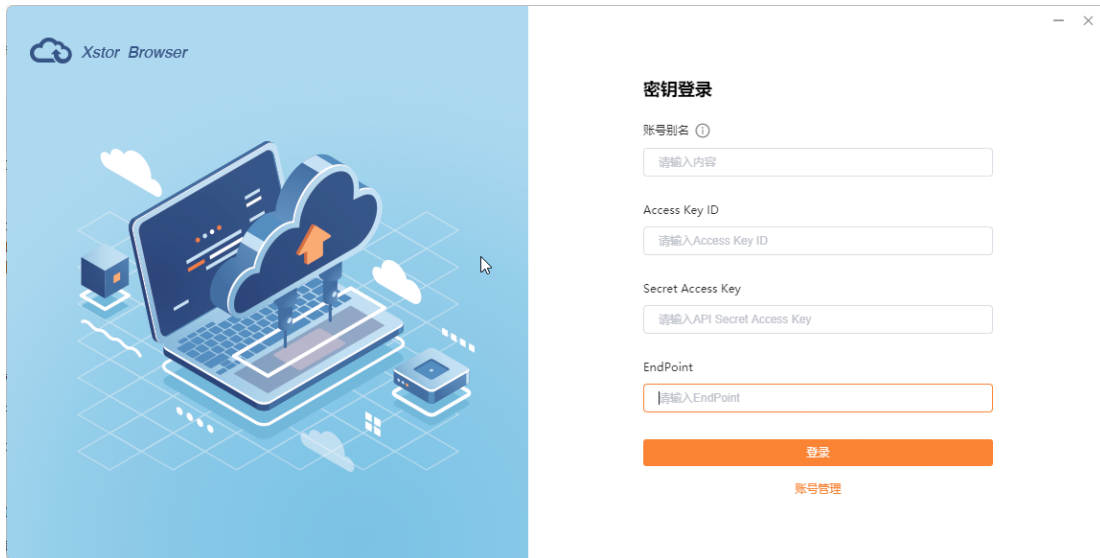 Xstor Browser
密钥登录
账号别名
请输入内容
Access Key ID
请输入Access Key ID
Secret Access Key
请输入API Secret Access Key
EndPoint
请输入EndPoint
登录
账号管理